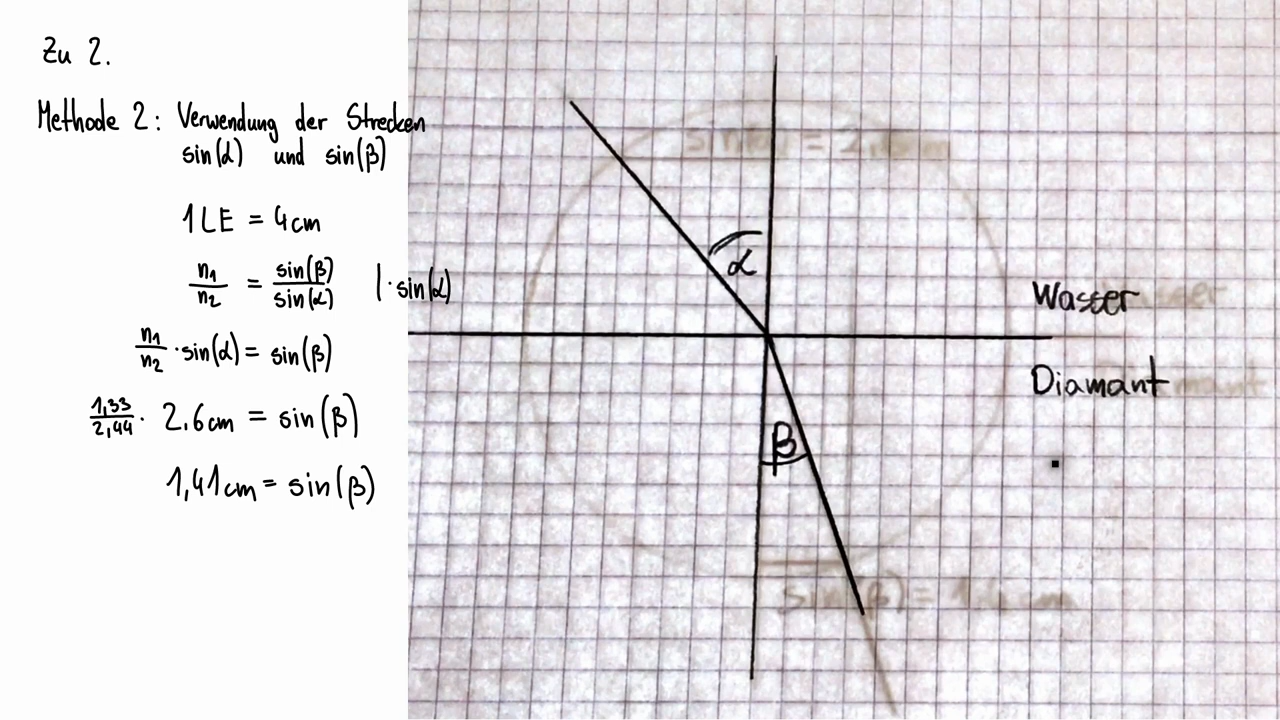 Zu 2.
Methode 2: Verwendung der Strecken
sin(α) und sin(β)
1LE = 4cm
n₁/n₂ = sin(β)/sin(α) | · sin(α)
n₁/n₂ · sin(α) = sin(β)
1,33/2,44 · 2,6cm = sin(β)
1,41cm = sin(β)
α
Wasser
Diamant
β